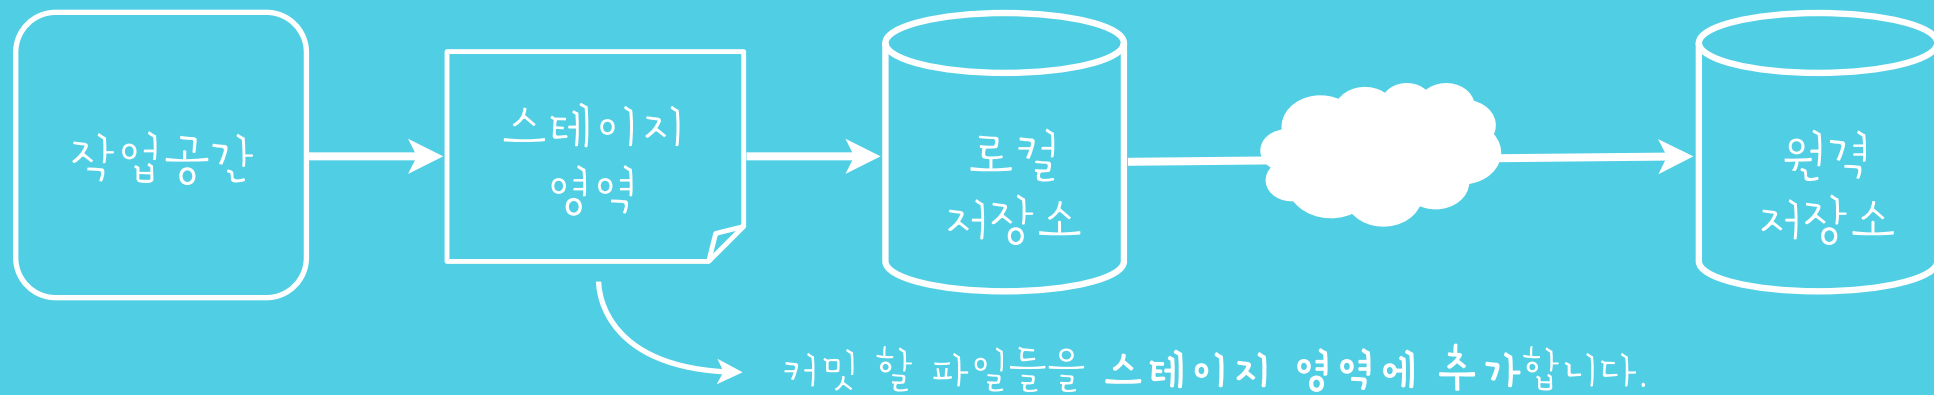 작업공간
스테이지
영역
로컬
저장소
원격
저장소
커밋 할 파일들을 스테이지 영역에 추가합니다.